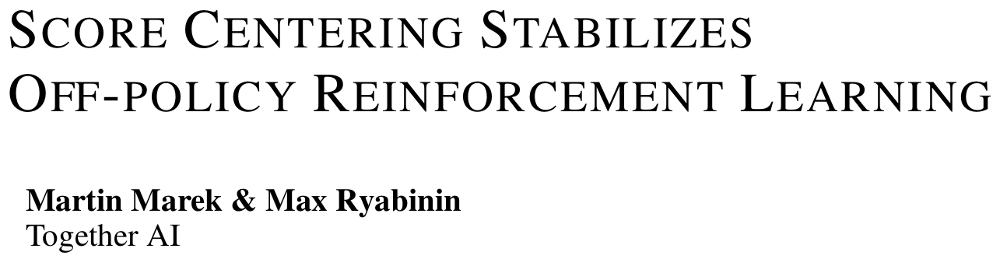 SCORE CENTERING STABILIZES
OFF-POLICY REINFORCEMENT LEARNING
Martin Marek & Max Ryabinin
Together AI